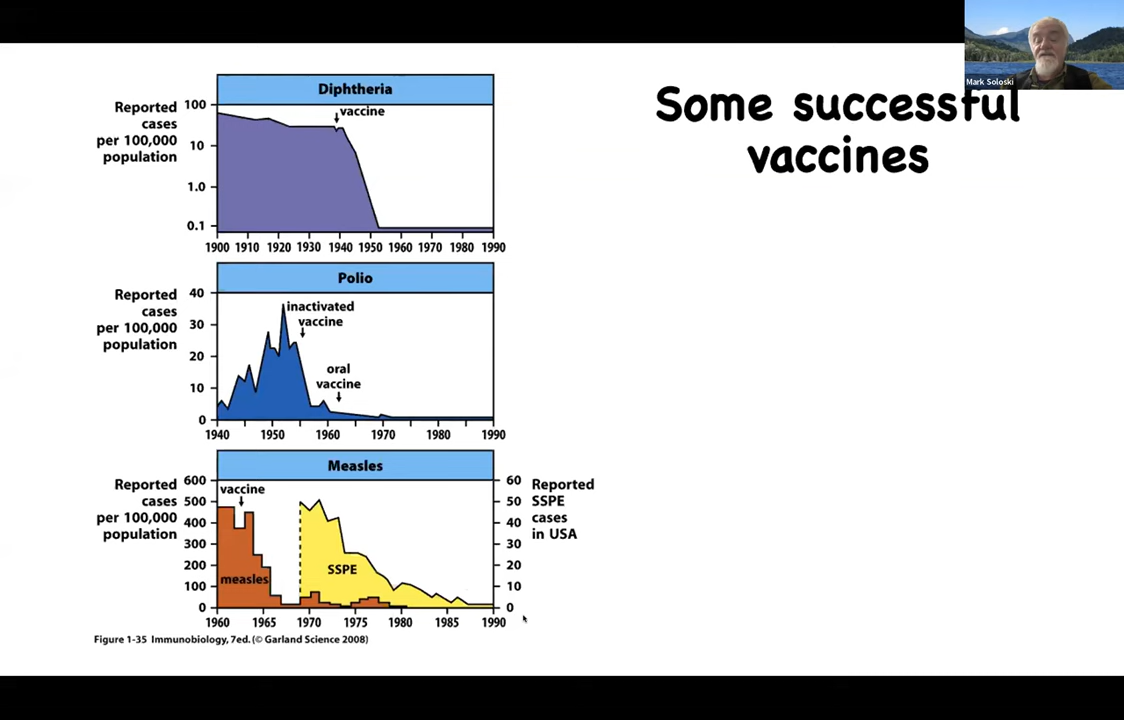 Mark Soloski
Some successful
vaccines
Diphtheria
Reported
cases
per 100,000
population
100
10
1.0
0.1
vaccine
1900 1910 1920 1930 1940 1950 1960 1970 1980 1990
Polio
Reported
cases
per 100,000
population
40
30
20
10
0
inactivated
vaccine
oral
vaccine
1940 1950 1960 1970 1980 1990
Measles
Reported
cases
per 100,000
population
600
500
400
300
200
100
0
vaccine
measles
SSPE
60
50
40
30
20
10
0
Reported
SSPE
cases
in USA
1960 1965 1970 1975 1980 1985 1990
Figure 1-35 Immunobiology, 7ed. (© Garland Science 2008)